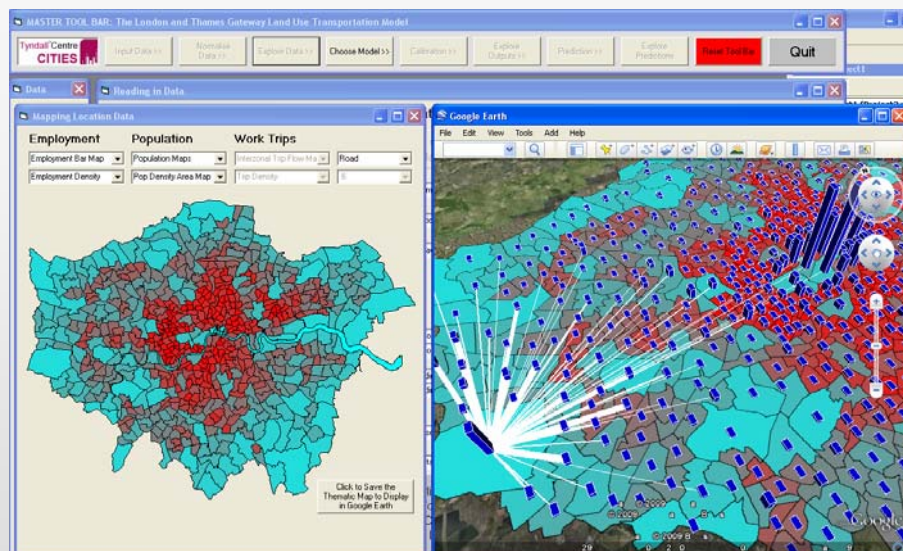 MASTER TOOL BAR: The London and Thames Gateway Land Use Transportation Model
Tyndall Centre
CITIES
Input Data >>
Normalise
Data >>
Explore Data >>
Choose Model >>
Calibration >>
Explore
Outputs >>
Prediction >>
Explore
Predictions
Reset Tool Bar
Quit
Data
Reading in Data
Mapping Location Data
Employment
Population
Work Trips
Employment Bar Map
Population Maps
Road
Employment Density
Pop Density Area Map
Trip Density
Click to Save the
Thematic Map to Display
in Google Earth
Google Earth
File Edit View Tools Add Help
© 2009
© 2009
Google